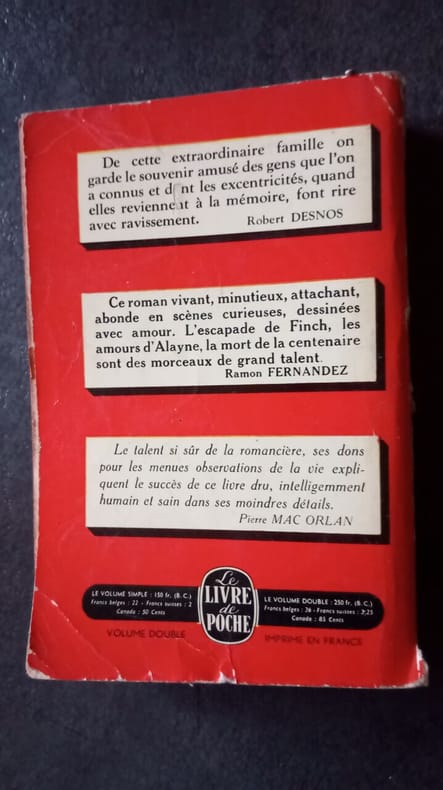 De cette extraordinaire famille on
garde le souvenir amusé des gens que l'on
a connus et dont les excentricités, quand
elles reviennent à la mémoire, font rire
avec ravissement.
Robert DESNOS
Ce roman vivant, minutieux, attachant,
abonde en scènes curieuses, dessinées
avec amour. L'escapade de Finch, les
amours d'Alayne, la mort de la centenaire
sont des morceaux de grand talent.
Ramon FERNANDEZ
Le talent si sûr de la romancière, ses dons
pour les menues observations de la vie expli-
quent le succès de ce livre dru, intelligemment
humain et sain dans ses moindres détails.
Pierre MAC ORLAN
LE VOLUME SIMPLE : 150 fr. (B. C.)
Francs belges : 22 - Francs suisses : 2
Canada : 50 Cents
Le
LIVRE
de
POCHE
LE VOLUME DOUBLE : 250 fr. (B. C.)
Francs belges : 36 - Francs suisses : 3,25
Canada : 85 Cents
VOLUME DOUBLE
IMPRIMÉ EN FRANCE